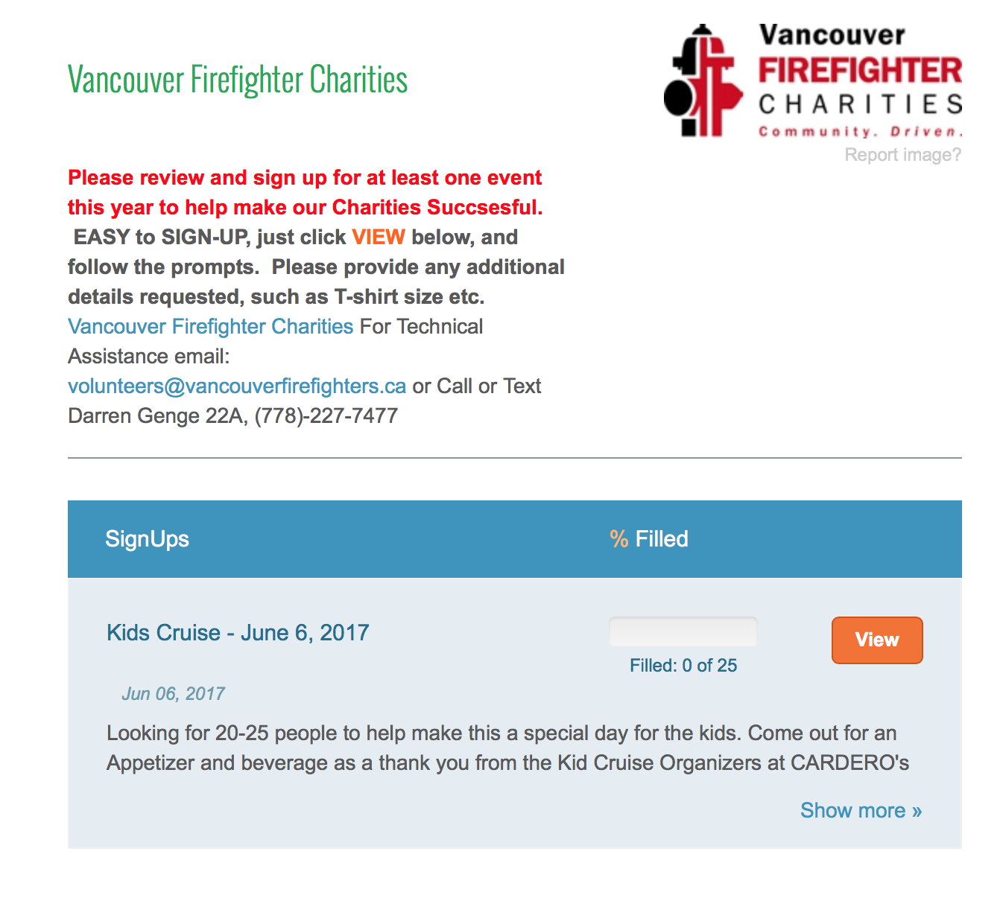 Vancouver Firefighter Charities
Vancouver
FIREFIGHTER
CHARITIES
Community. Driven.
Report image?
Please review and sign up for at least one event
this year to help make our Charities Succsesful.
EASY to SIGN-UP, just click VIEW below, and
follow the prompts.  Please provide any additional
details requested, such as T-shirt size etc.
Vancouver Firefighter Charities For Technical
Assistance email:
volunteers@vancouverfirefighters.ca or Call or Text
Darren Genge 22A, (778)-227-7477
SignUps
% Filled
Kids Cruise - June 6, 2017
View
Filled: 0 of 25
Jun 06, 2017
Looking for 20-25 people to help make this a special day for the kids. Come out for an
Appetizer and beverage as a thank you from the Kid Cruise Organizers at CARDERO's
Show more »